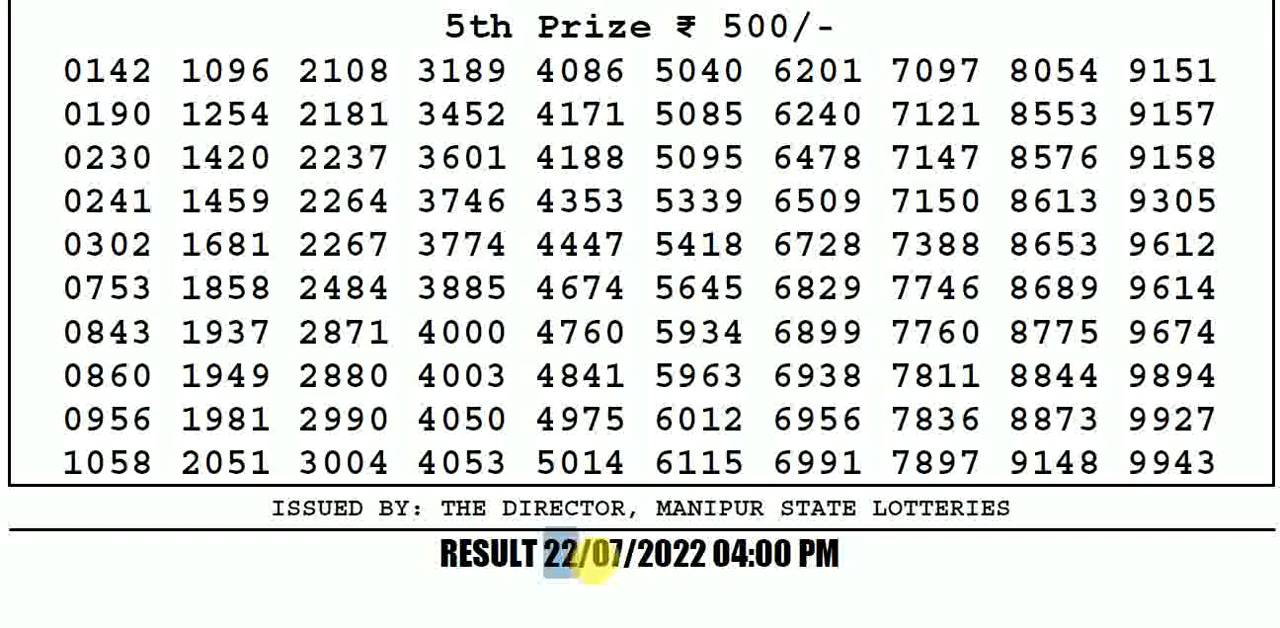 5th Prize ₹ 500/-
0142 1096 2108 3189 4086 5040 6201 7097 8054 9151
0190 1254 2181 3452 4171 5085 6240 7121 8553 9157
0230 1420 2237 3601 4188 5095 6478 7147 8576 9158
0241 1459 2264 3746 4353 5339 6509 7150 8613 9305
0302 1681 2267 3774 4447 5418 6728 7388 8653 9612
0753 1858 2484 3885 4674 5645 6829 7746 8689 9614
0843 1937 2871 4000 4760 5934 6899 7760 8775 9674
0860 1949 2880 4003 4841 5963 6938 7811 8844 9894
0956 1981 2990 4050 4975 6012 6956 7836 8873 9927
1058 2051 3004 4053 5014 6115 6991 7897 9148 9943
ISSUED BY: THE DIRECTOR, MANIPUR STATE LOTTERIES
RESULT 22/07/2022 04:00 PM